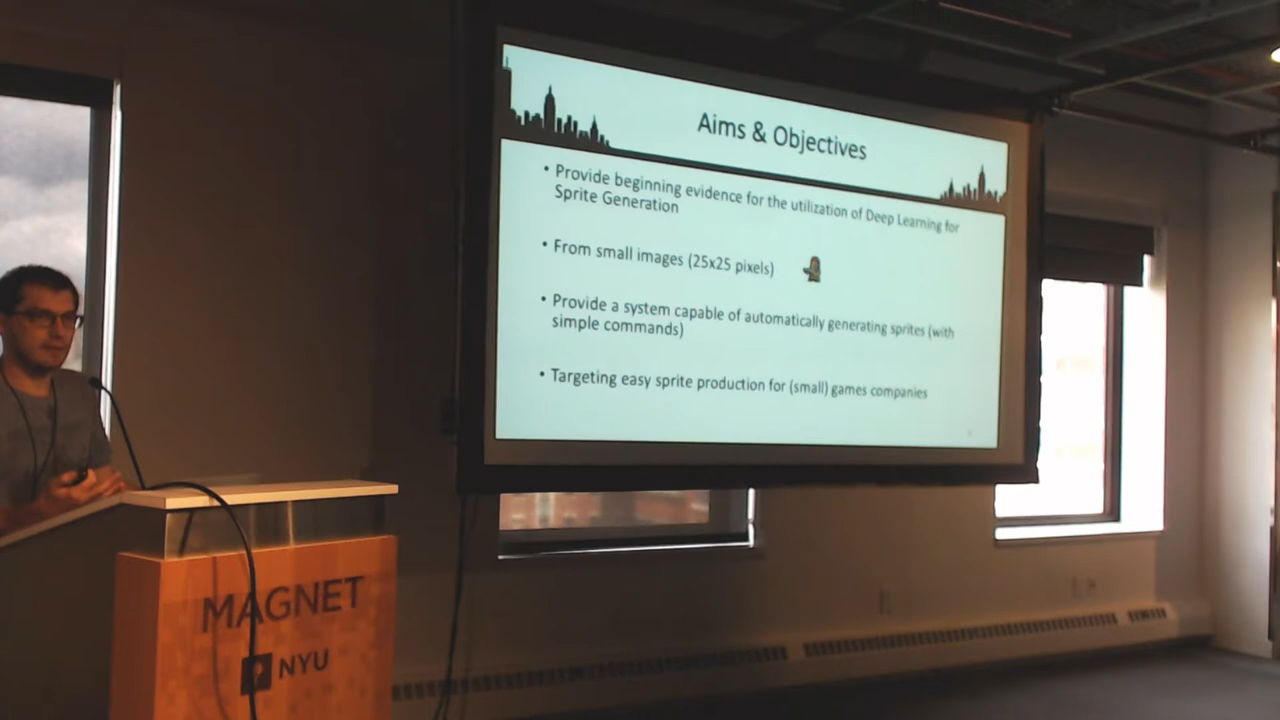 Aims & Objectives
• Provide beginning evidence for the utilization of Deep Learning for
Sprite Generation
• From small images (25x25 pixels)
• Provide a system capable of automatically generating sprites (with
simple commands)
• Targeting easy sprite production for (small) games companies
MAGNET
NYU